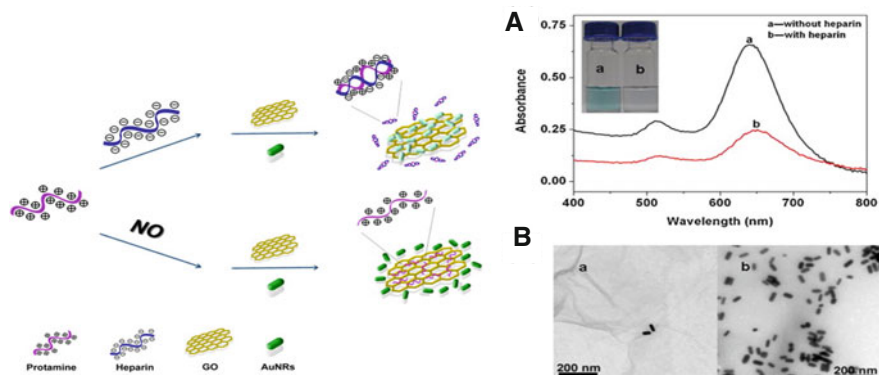 NO
Protamine
Heparin
GO
AuNRs
A
a—without heparin
b—with heparin
a
b
a
b
Absorbance
0.75
0.50
0.25
0.00
400 500 600 700 800
Wavelength (nm)
B
a
b
200 nm
200 nm